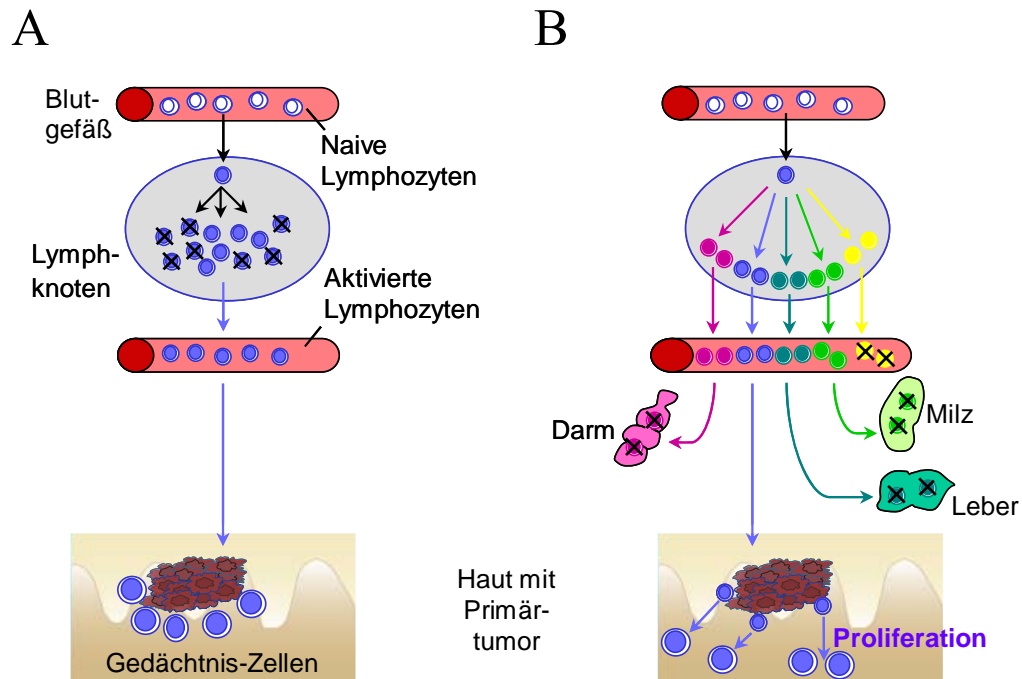 A
B
Blut-
gefäß
Naive
Lymphozyten
Lymph-
knoten
Aktivierte
Lymphozyten
Darm
Milz
Leber
Haut mit
Primär-
tumor
Proliferation
Gedächtnis-Zellen